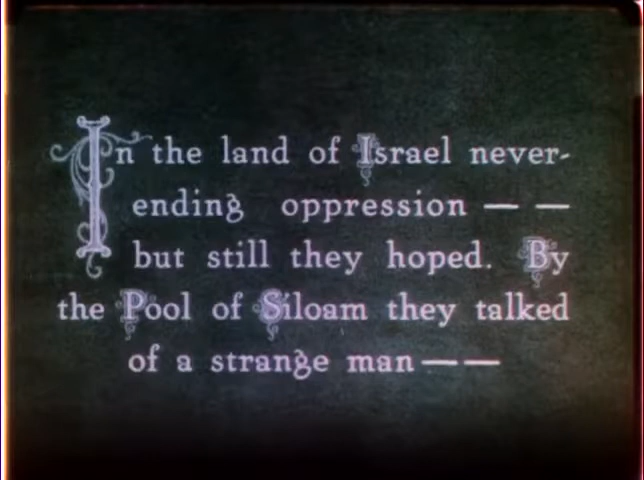 In the land of Israel never-
ending oppression — —
but still they hoped. By
the Pool of Siloam they talked
of a strange man — —